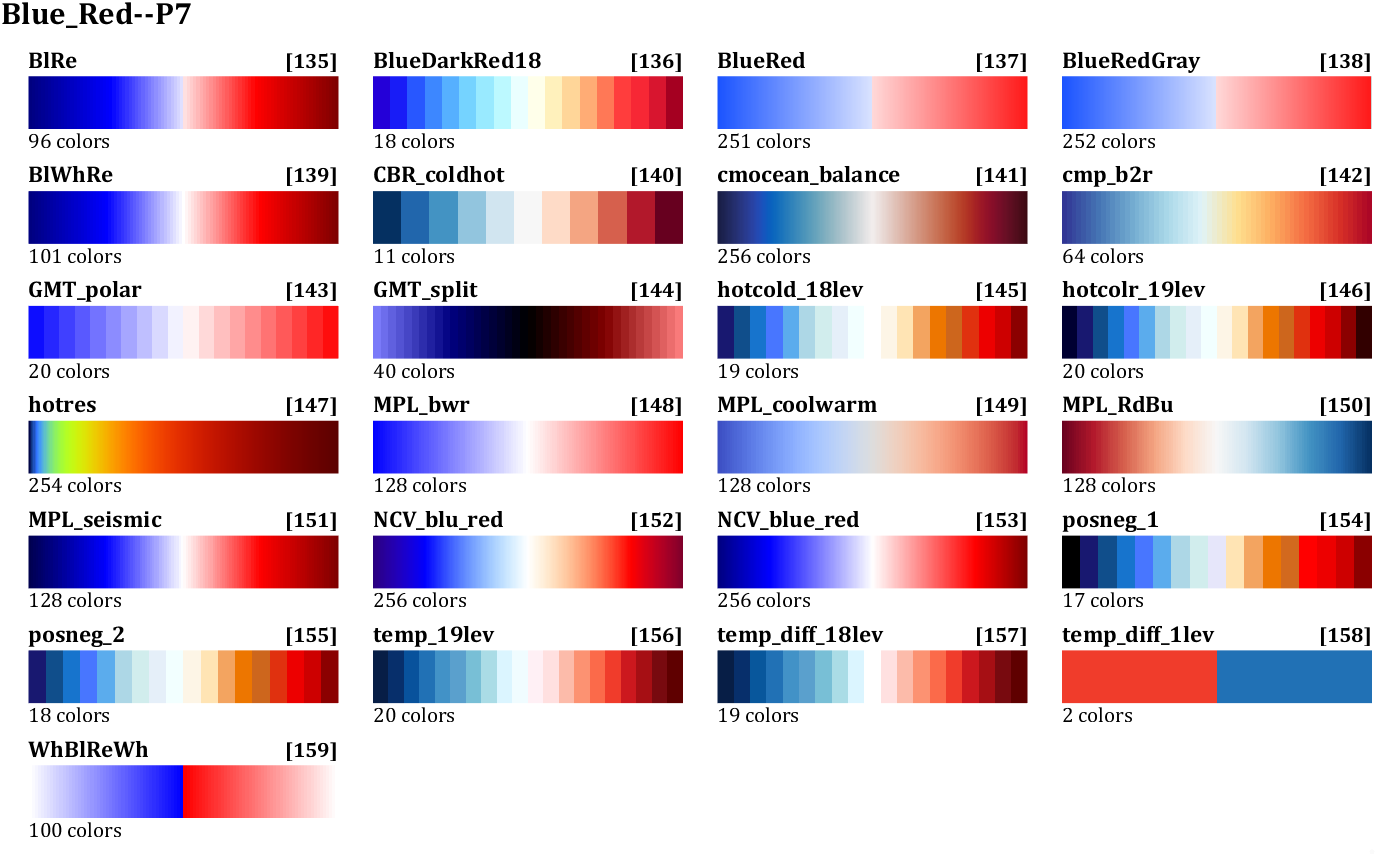 Blue_Red--P7
BlRe [135] BlueDarkRed18 [136] BlueRed [137] BlueRedGray [138]
96 colors 18 colors 251 colors 252 colors
BlWhRe [139] CBR_coldhot [140] cmocean_balance [141] cmp_b2r [142]
101 colors 11 colors 256 colors 64 colors
GMT_polar [143] GMT_split [144] hotcold_18lev [145] hotcolr_19lev [146]
20 colors 40 colors 19 colors 20 colors
hotres [147] MPL_bwr [148] MPL_coolwarm [149] MPL_RdBu [150]
254 colors 128 colors 128 colors 128 colors
MPL_seismic [151] NCV_blu_red [152] NCV_blue_red [153] posneg_1 [154]
128 colors 256 colors 256 colors 17 colors
posneg_2 [155] temp_19lev [156] temp_diff_18lev [157] temp_diff_1lev [158]
18 colors 20 colors 19 colors 2 colors
WhBlReWh [159]
100 colors